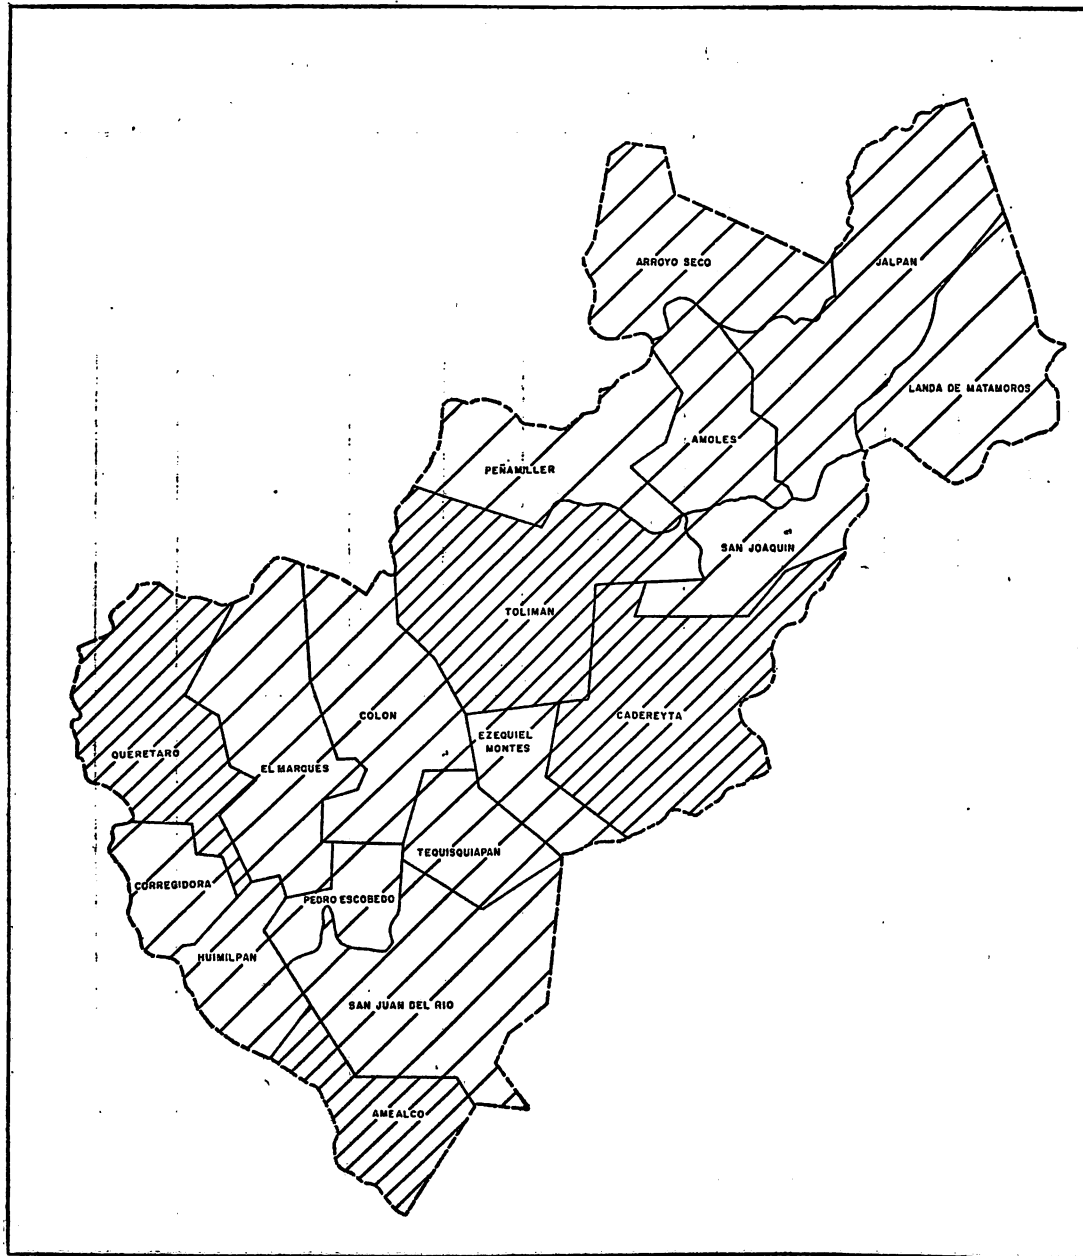 ARROYO SECO
JALPAN
LANDA DE MATAMOROS
AMOLES
PEÑAMILLER
SAN JOAQUIN
TOLIMAN
COLON
CADEREYTA
EZEQUIEL
MONTES
QUERETARO
EL MARQUES
TEQUISQUIAPAN
CORREGIDORA
PEDRO ESCOBEDO
HUIMILPAN
SAN JUAN DEL RIO
AMEALCO